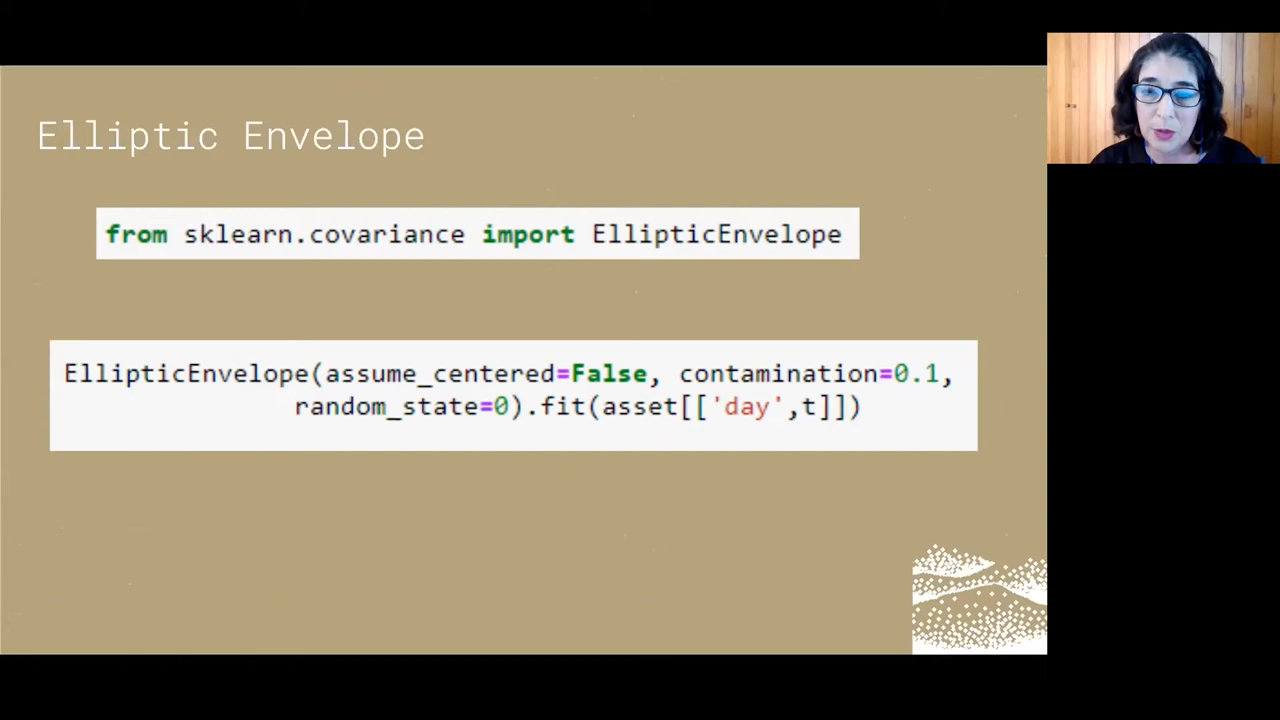 Elliptic Envelope
from sklearn.covariance import EllipticEnvelope
EllipticEnvelope(assume_centered=False, contamination=0.1,
random_state=0).fit(asset[['day',t]])